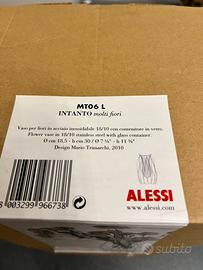 MT06 L
INTANTO molti fiori
Vaso per fiori in acciaio inossidabile 18/10 con contenitore in vetro.
Flower vase in 18/10 stainless steel with glass container.
Ø cm 18,5 - h cm 30 / Ø 7 ¼" - h 11 ¾"
Design Mario Trimarchi, 2010
8 003299 966738
ALESSI
www.alessi.com
subito